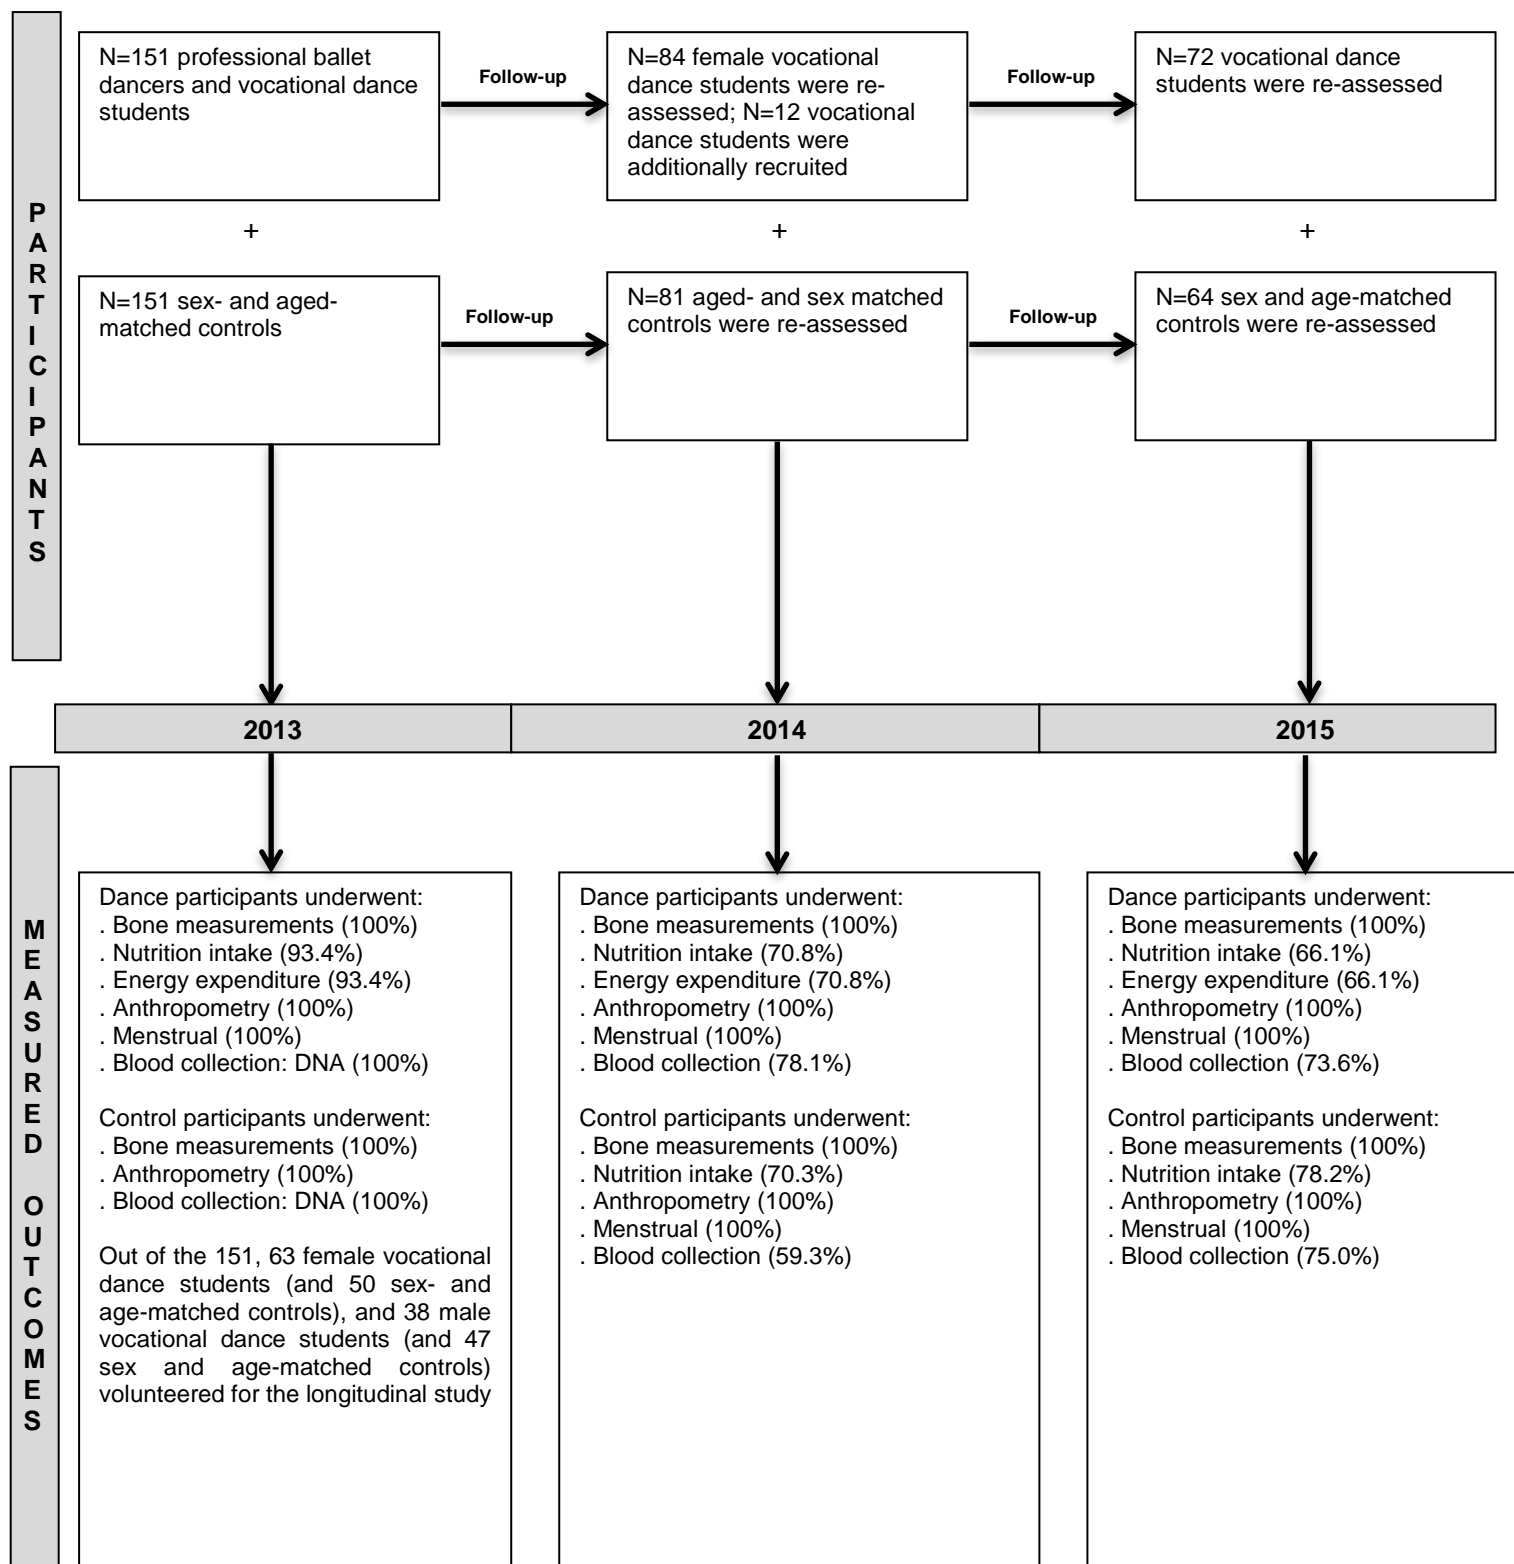 PARTICIPANTS
N=151 professional ballet
dancers and vocational dance
students
Follow-up
N=84 female vocational
dance students were re-
assessed; N=12 vocational
dance students were
additionally recruited
Follow-up
N=72 vocational dance
students were re-assessed
+
+
+
N=151 sex- and aged-
matched controls
Follow-up
N=81 aged- and sex matched
controls were re-assessed
Follow-up
N=64 sex and age-matched
controls were re-assessed
2013
2014
2015
MEASURED OUTCOMES
Dance participants underwent:
. Bone measurements (100%)
. Nutrition intake (93.4%)
. Energy expenditure (93.4%)
. Anthropometry (100%)
. Menstrual (100%)
. Blood collection: DNA (100%)
Control participants underwent:
. Bone measurements (100%)
. Anthropometry (100%)
. Blood collection: DNA (100%)
Out of the 151, 63 female vocational
dance students (and 50 sex- and
age-matched controls), and 38 male
vocational dance students (and 47
sex and age-matched controls)
volunteered for the longitudinal study
Dance participants underwent:
. Bone measurements (100%)
. Nutrition intake (70.8%)
. Energy expenditure (70.8%)
. Anthropometry (100%)
. Menstrual (100%)
. Blood collection (78.1%)
Control participants underwent:
. Bone measurements (100%)
. Nutrition intake (70.3%)
. Anthropometry (100%)
. Menstrual (100%)
. Blood collection (59.3%)
Dance participants underwent:
. Bone measurements (100%)
. Nutrition intake (66.1%)
. Energy expenditure (66.1%)
. Anthropometry (100%)
. Menstrual (100%)
. Blood collection (73.6%)
Control participants underwent:
. Bone measurements (100%)
. Nutrition intake (78.2%)
. Anthropometry (100%)
. Menstrual (100%)
. Blood collection (75.0%)